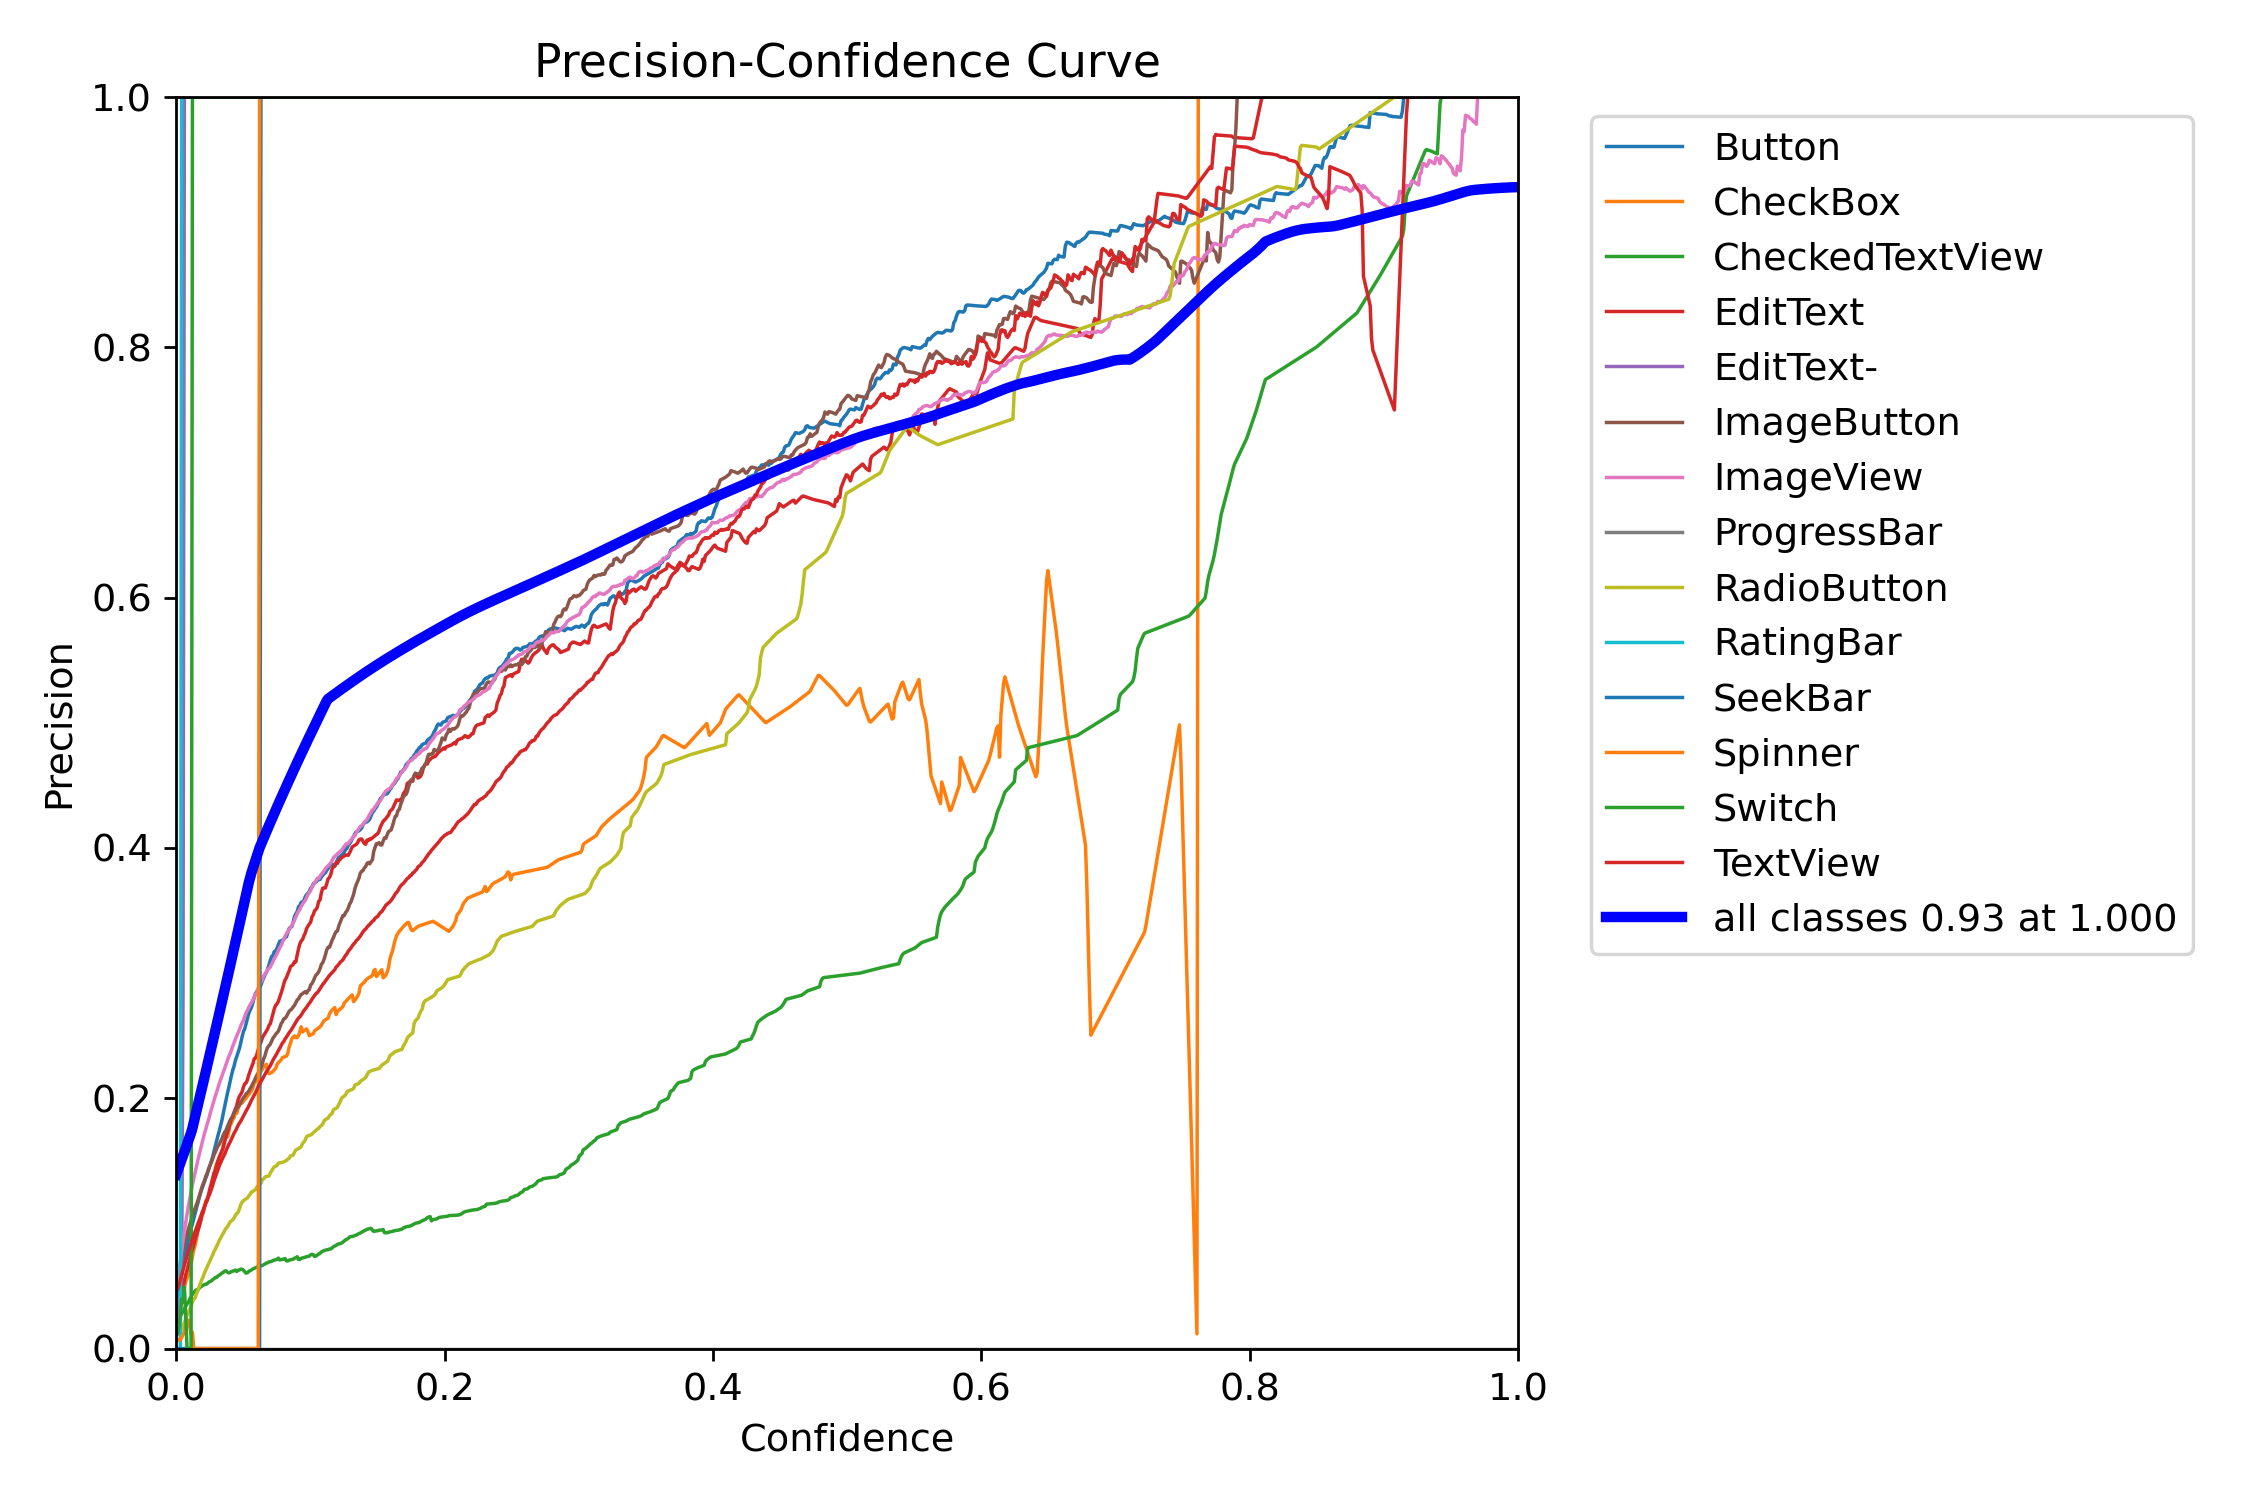 Precision-Confidence Curve
1.0
0.8
0.6
0.4
0.2
0.0
Precision
0.0 0.2 0.4 0.6 0.8 1.0
Confidence
Button
CheckBox
CheckedTextView
EditText
EditText-
ImageButton
ImageView
ProgressBar
RadioButton
RatingBar
SeekBar
Spinner
Switch
TextView
all classes 0.93 at 1.000